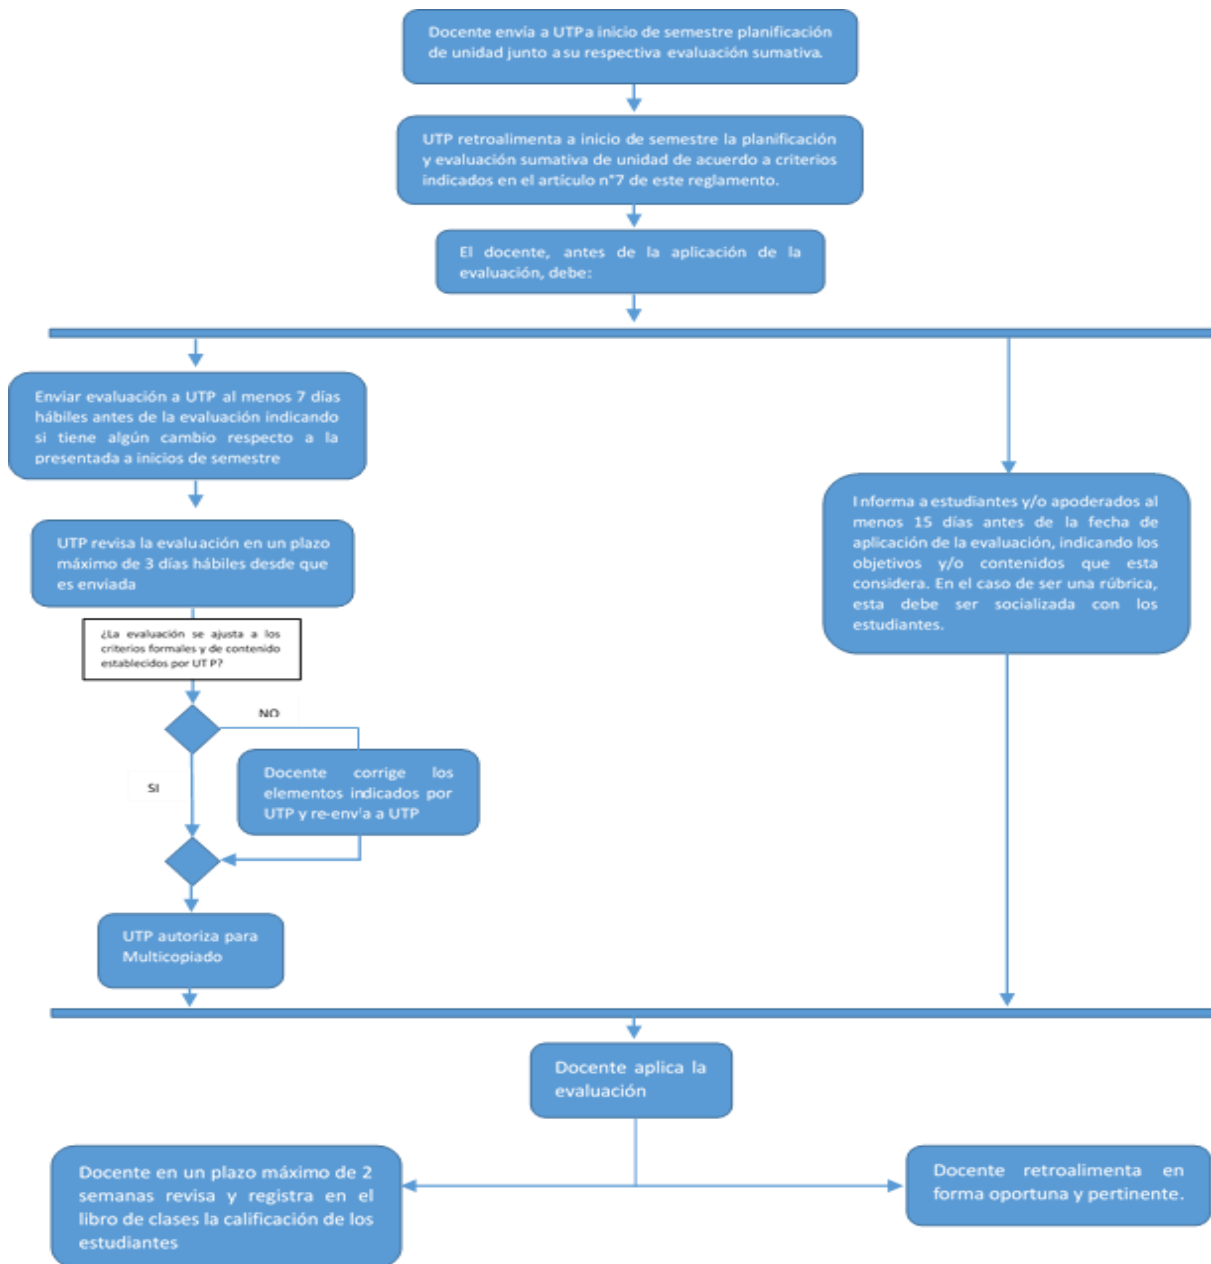 Docente envía a UTP a inicio de semestre planificación
de unidad junto a su respectiva evaluación sumativa.
UTP retroalimenta a inicio de semestre la planificación
y evaluación sumativa de unidad de acuerdo a criterios
indicados en el artículo n°7 de este reglamento.
El docente, antes de la aplicación de la
evaluación, debe:
Enviar evaluación a UTP al menos 7 días
hábiles antes de la evaluación indicando
si tiene algún cambio respecto a la
presentada a inicios de semestre
UTP revisa la evaluación en un plazo
máximo de 3 días hábiles desde que
es enviada
¿La evaluación se ajusta a los
criterios formales y de contenido
establecidos por UTP?
NO
SI
Docente corrige los
elementos indicados por
UTP y re-envía a UTP
UTP autoriza para
Multicopiado
Informa a estudiantes y/o apoderados al
menos 15 días antes de la fecha de
aplicación de la evaluación, indicando los
objetivos y/o contenidos que esta
considera. En el caso de ser una rúbrica,
esta debe ser socializada con los
estudiantes.
Docente aplica la
evaluación
Docente en un plazo máximo de 2
semanas revisa y registra en el
libro de clases la calificación de los
estudiantes
Docente retroalimenta en
forma oportuna y pertinente.